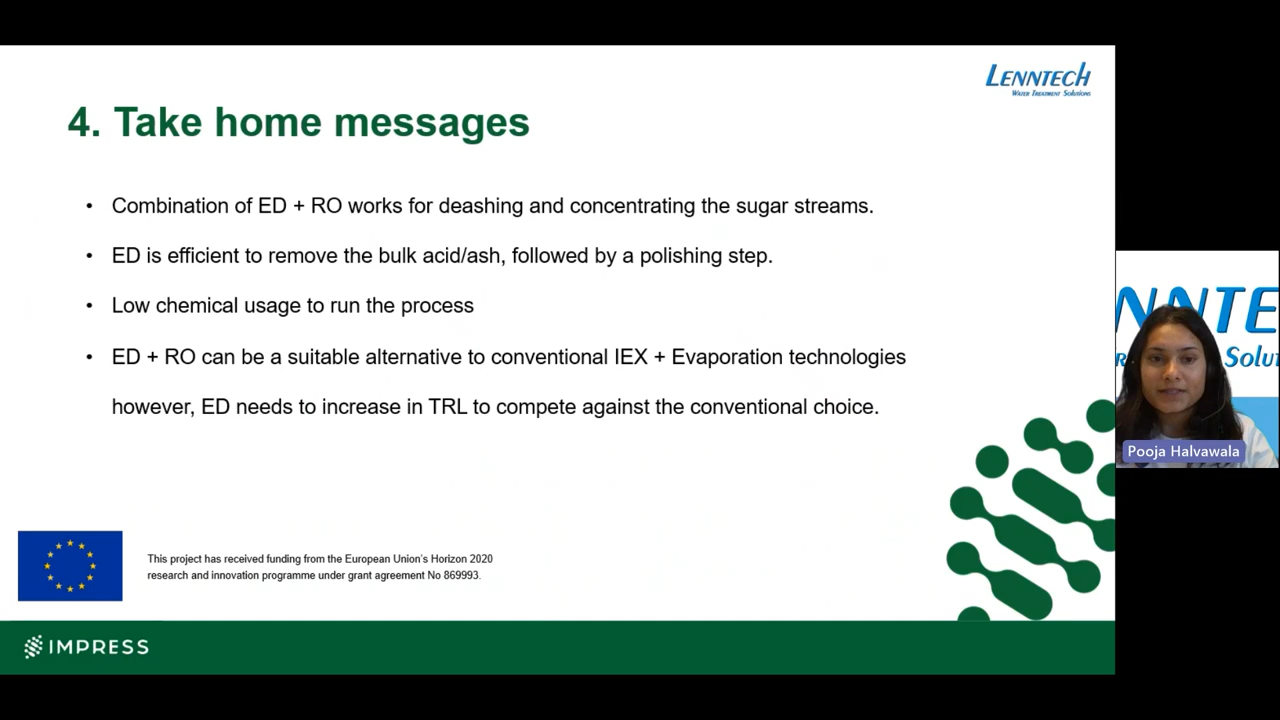 LENNTECH
WATER TREATMENT SOLUTIONS
4. Take home messages
• Combination of ED + RO works for deashing and concentrating the sugar streams.
• ED is efficient to remove the bulk acid/ash, followed by a polishing step.
• Low chemical usage to run the process
• ED + RO can be a suitable alternative to conventional IEX + Evaporation technologies
however, ED needs to increase in TRL to compete against the conventional choice.
NNTE
Solu
Pooja Halvawala
This project has received funding from the European Union's Horizon 2020
research and innovation programme under grant agreement No 869993.
IMPRESS